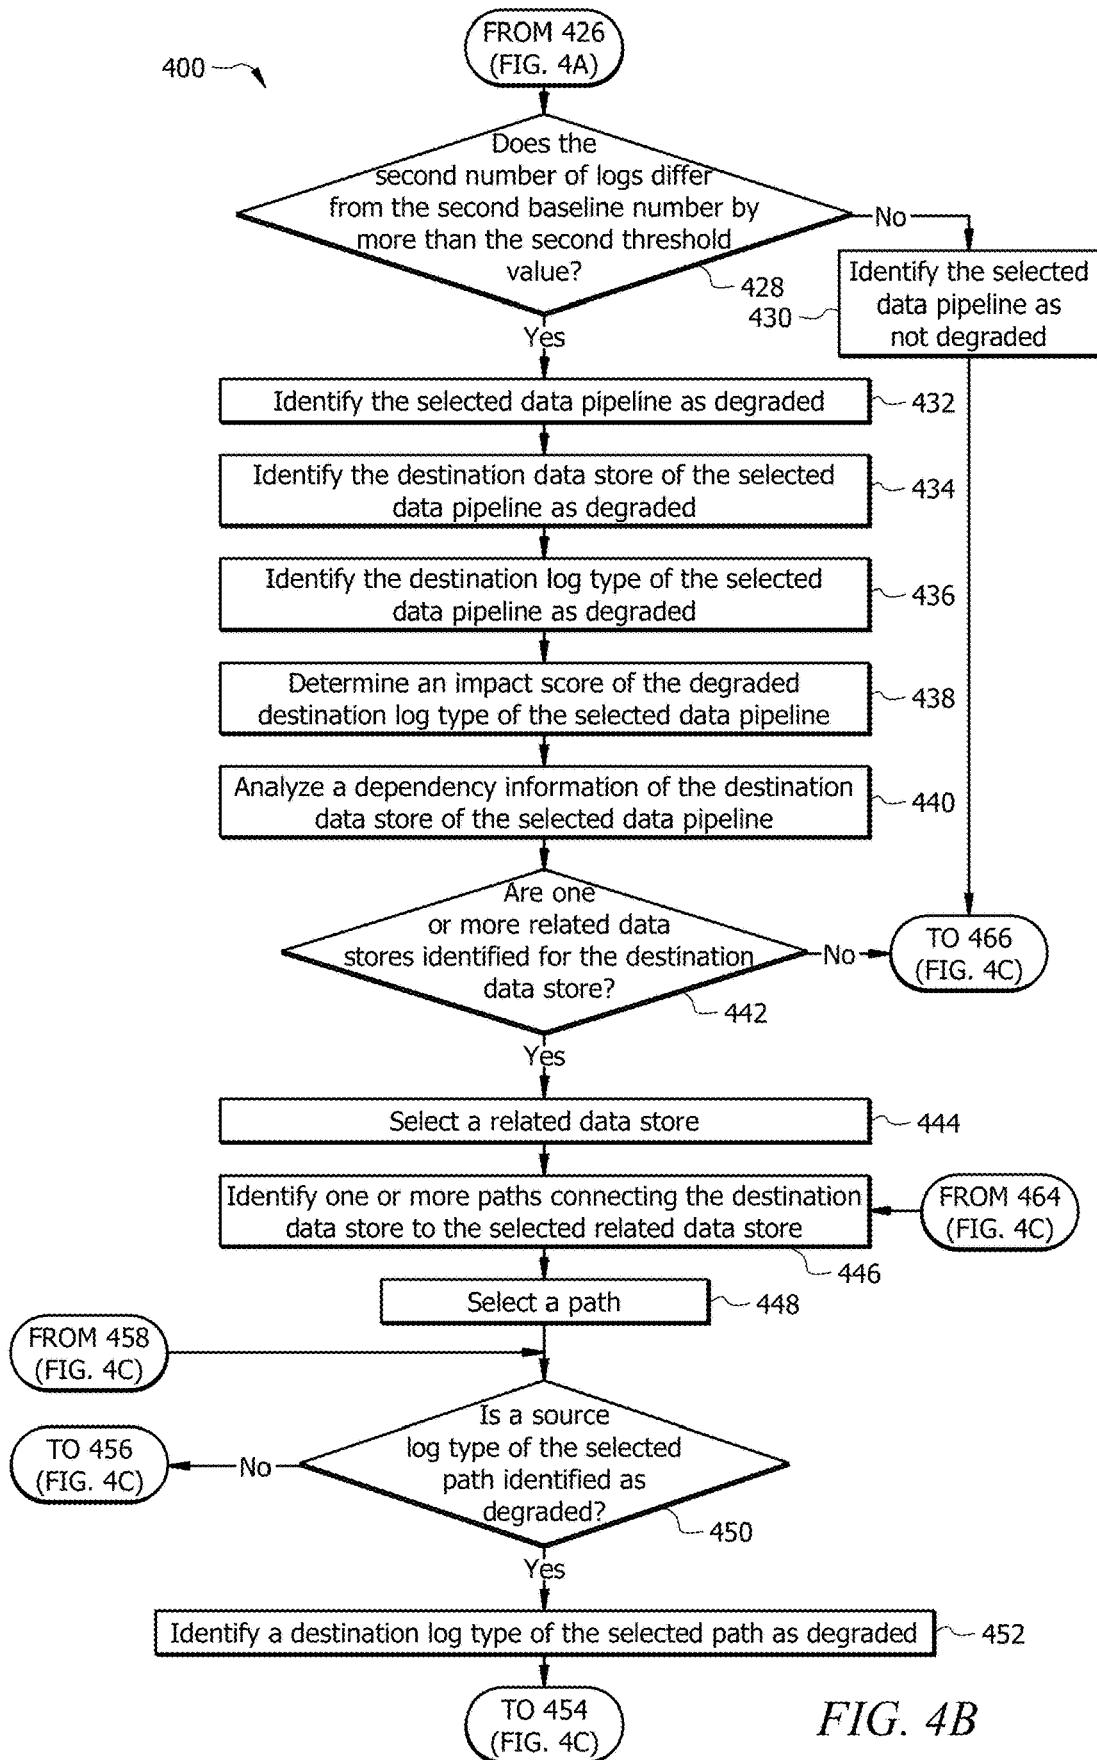 FROM 426
(FIG. 4A)
400
Does the
second number of logs differ
from the second baseline number by
more than the second threshold
value?
428
No
Yes
Identify the selected
data pipeline as
not degraded
430
Identify the selected data pipeline as degraded
432
Identify the destination data store of the selected
data pipeline as degraded
434
Identify the destination log type of the selected
data pipeline as degraded
436
Determine an impact score of the degraded
destination log type of the selected data pipeline
438
Analyze a dependency information of the destination
data store of the selected data pipeline
440
Are one
or more related data
stores identified for the destination
data store?
442
No
TO 466
(FIG. 4C)
Yes
Select a related data store
444
Identify one or more paths connecting the destination
data store to the selected related data store
446
FROM 464
(FIG. 4C)
Select a path
448
FROM 458
(FIG. 4C)
Is a source
log type of the selected
path identified as
degraded?
450
No
TO 456
(FIG. 4C)
Yes
Identify a destination log type of the selected path as degraded
452
TO 454
(FIG. 4C)
FIG. 4B